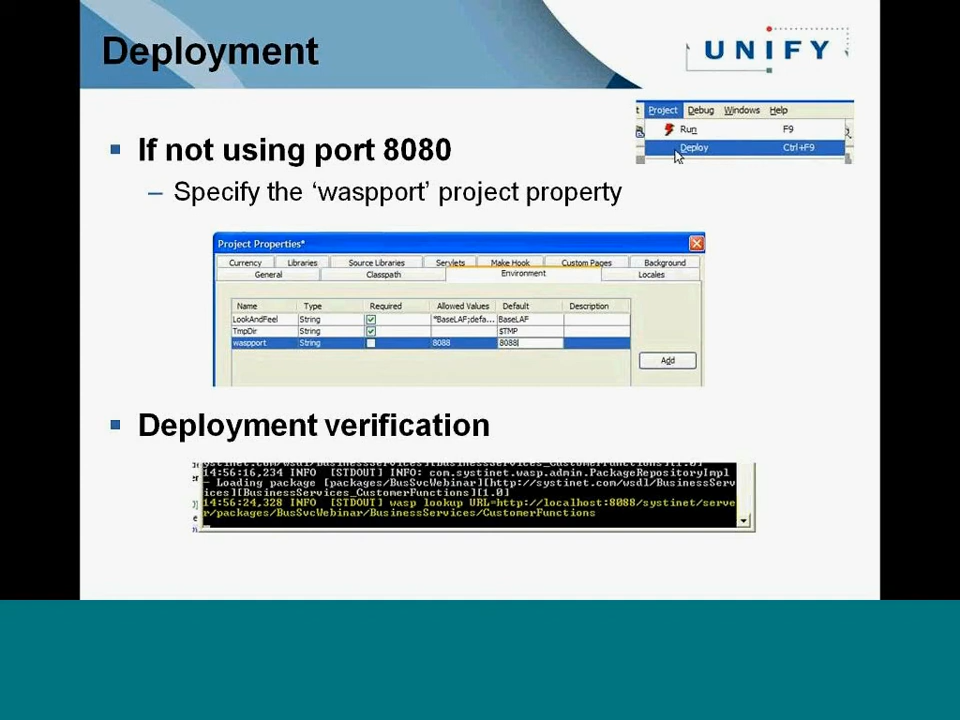 Deployment
UNIFY
Project Debug Windows Help
Run F9
Deploy Ctrl+F9
▪ If not using port 8080
– Specify the ‘waspport’ project property
Project Properties*
Currency Libraries Source Libraries Servlets Make Hook Custom Pages Background
General Classpath Environment Locales
Name Type Required Allowed Values Default Description
LookAndFeel String *BaseLAF;defa... BaseLAF
TmpDir String $TMP
waspport String 8088 8088
Add
▪ Deployment verification
14:56:16,234 INFO [STDOUT] INFO: com.systinet.wasp.admin.PackageRepositoryImpl
- Loading package [packages/BusSvcWebinar][http://systinet.com/wsdl/BusinessServ
ices][BusinessServices_CustomerFunctions][1.0]
14:56:24,328 INFO [STDOUT] wasp lookup URL=http://localhost:8088/systinet/serve
r/packages/BusSvcWebinar/BusinessServices/CustomerFunctions